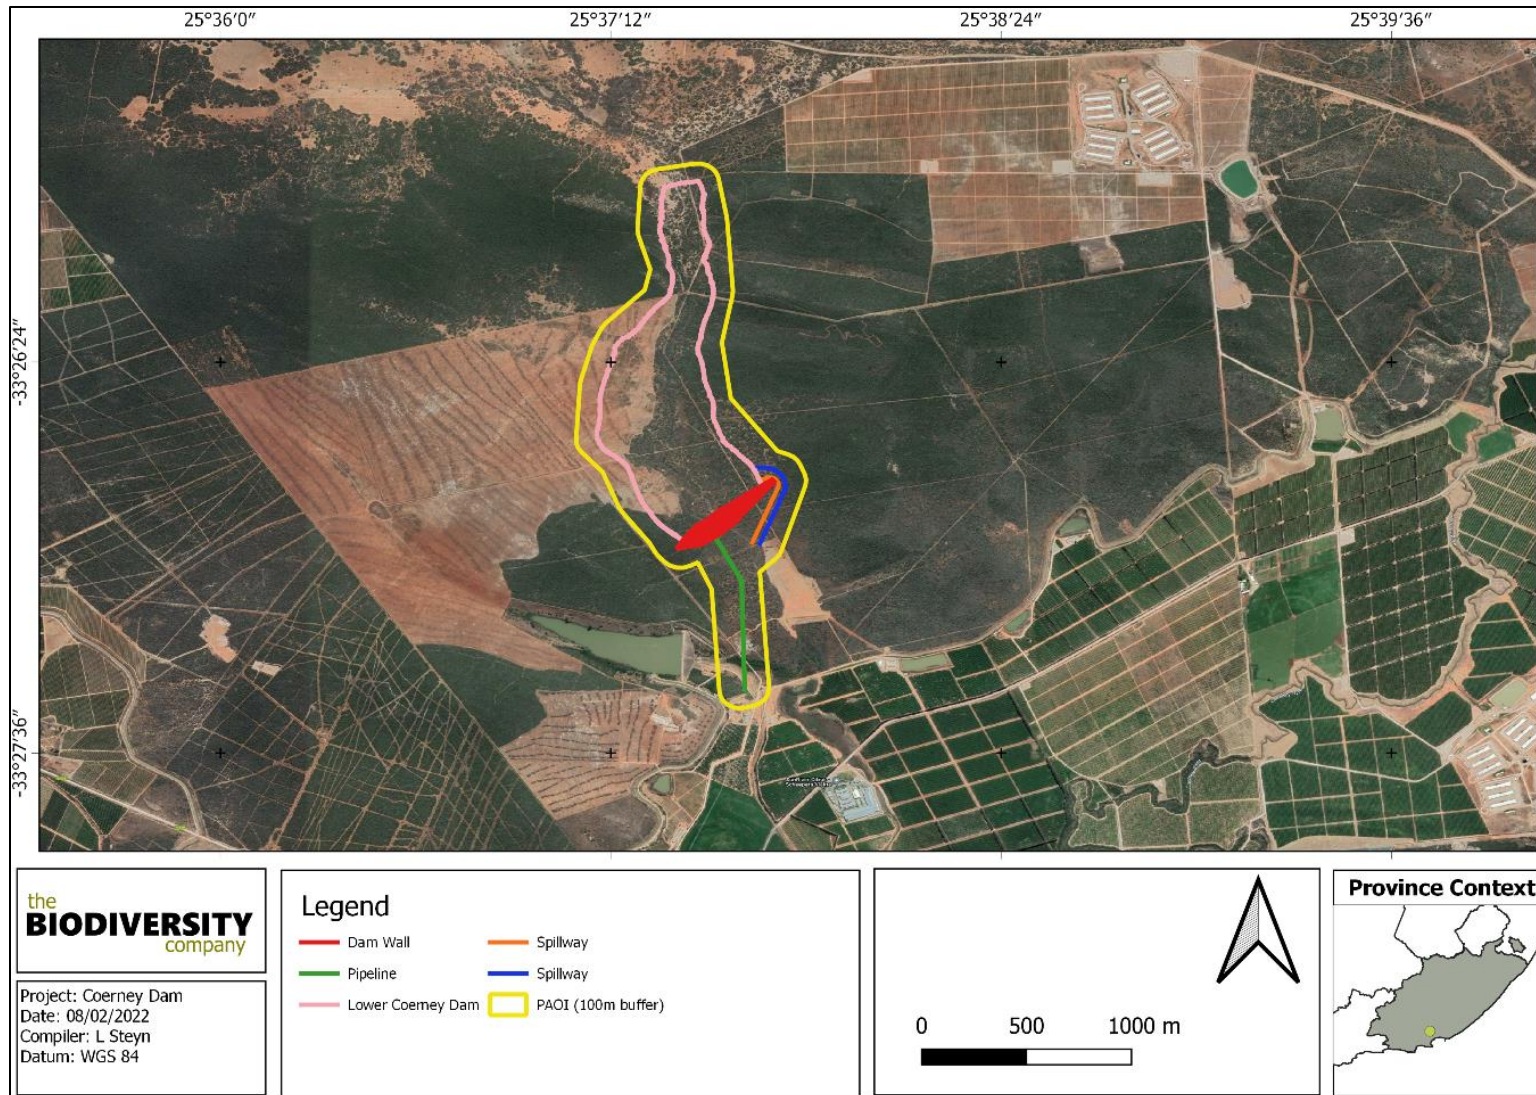 25°36′0″
25°37′12″
25°38′24″
25°39′36″
-33°26′24″
-33°27′36″
the
BIODIVERSITY
company
Project: Coerney Dam
Date: 08/02/2022
Compiler: L Steyn
Datum: WGS 84
Legend
Dam Wall
Pipeline
Lower Coerney Dam
Spillway
Spillway
PAOI (100m buffer)
0 500 1000 m
Province Context